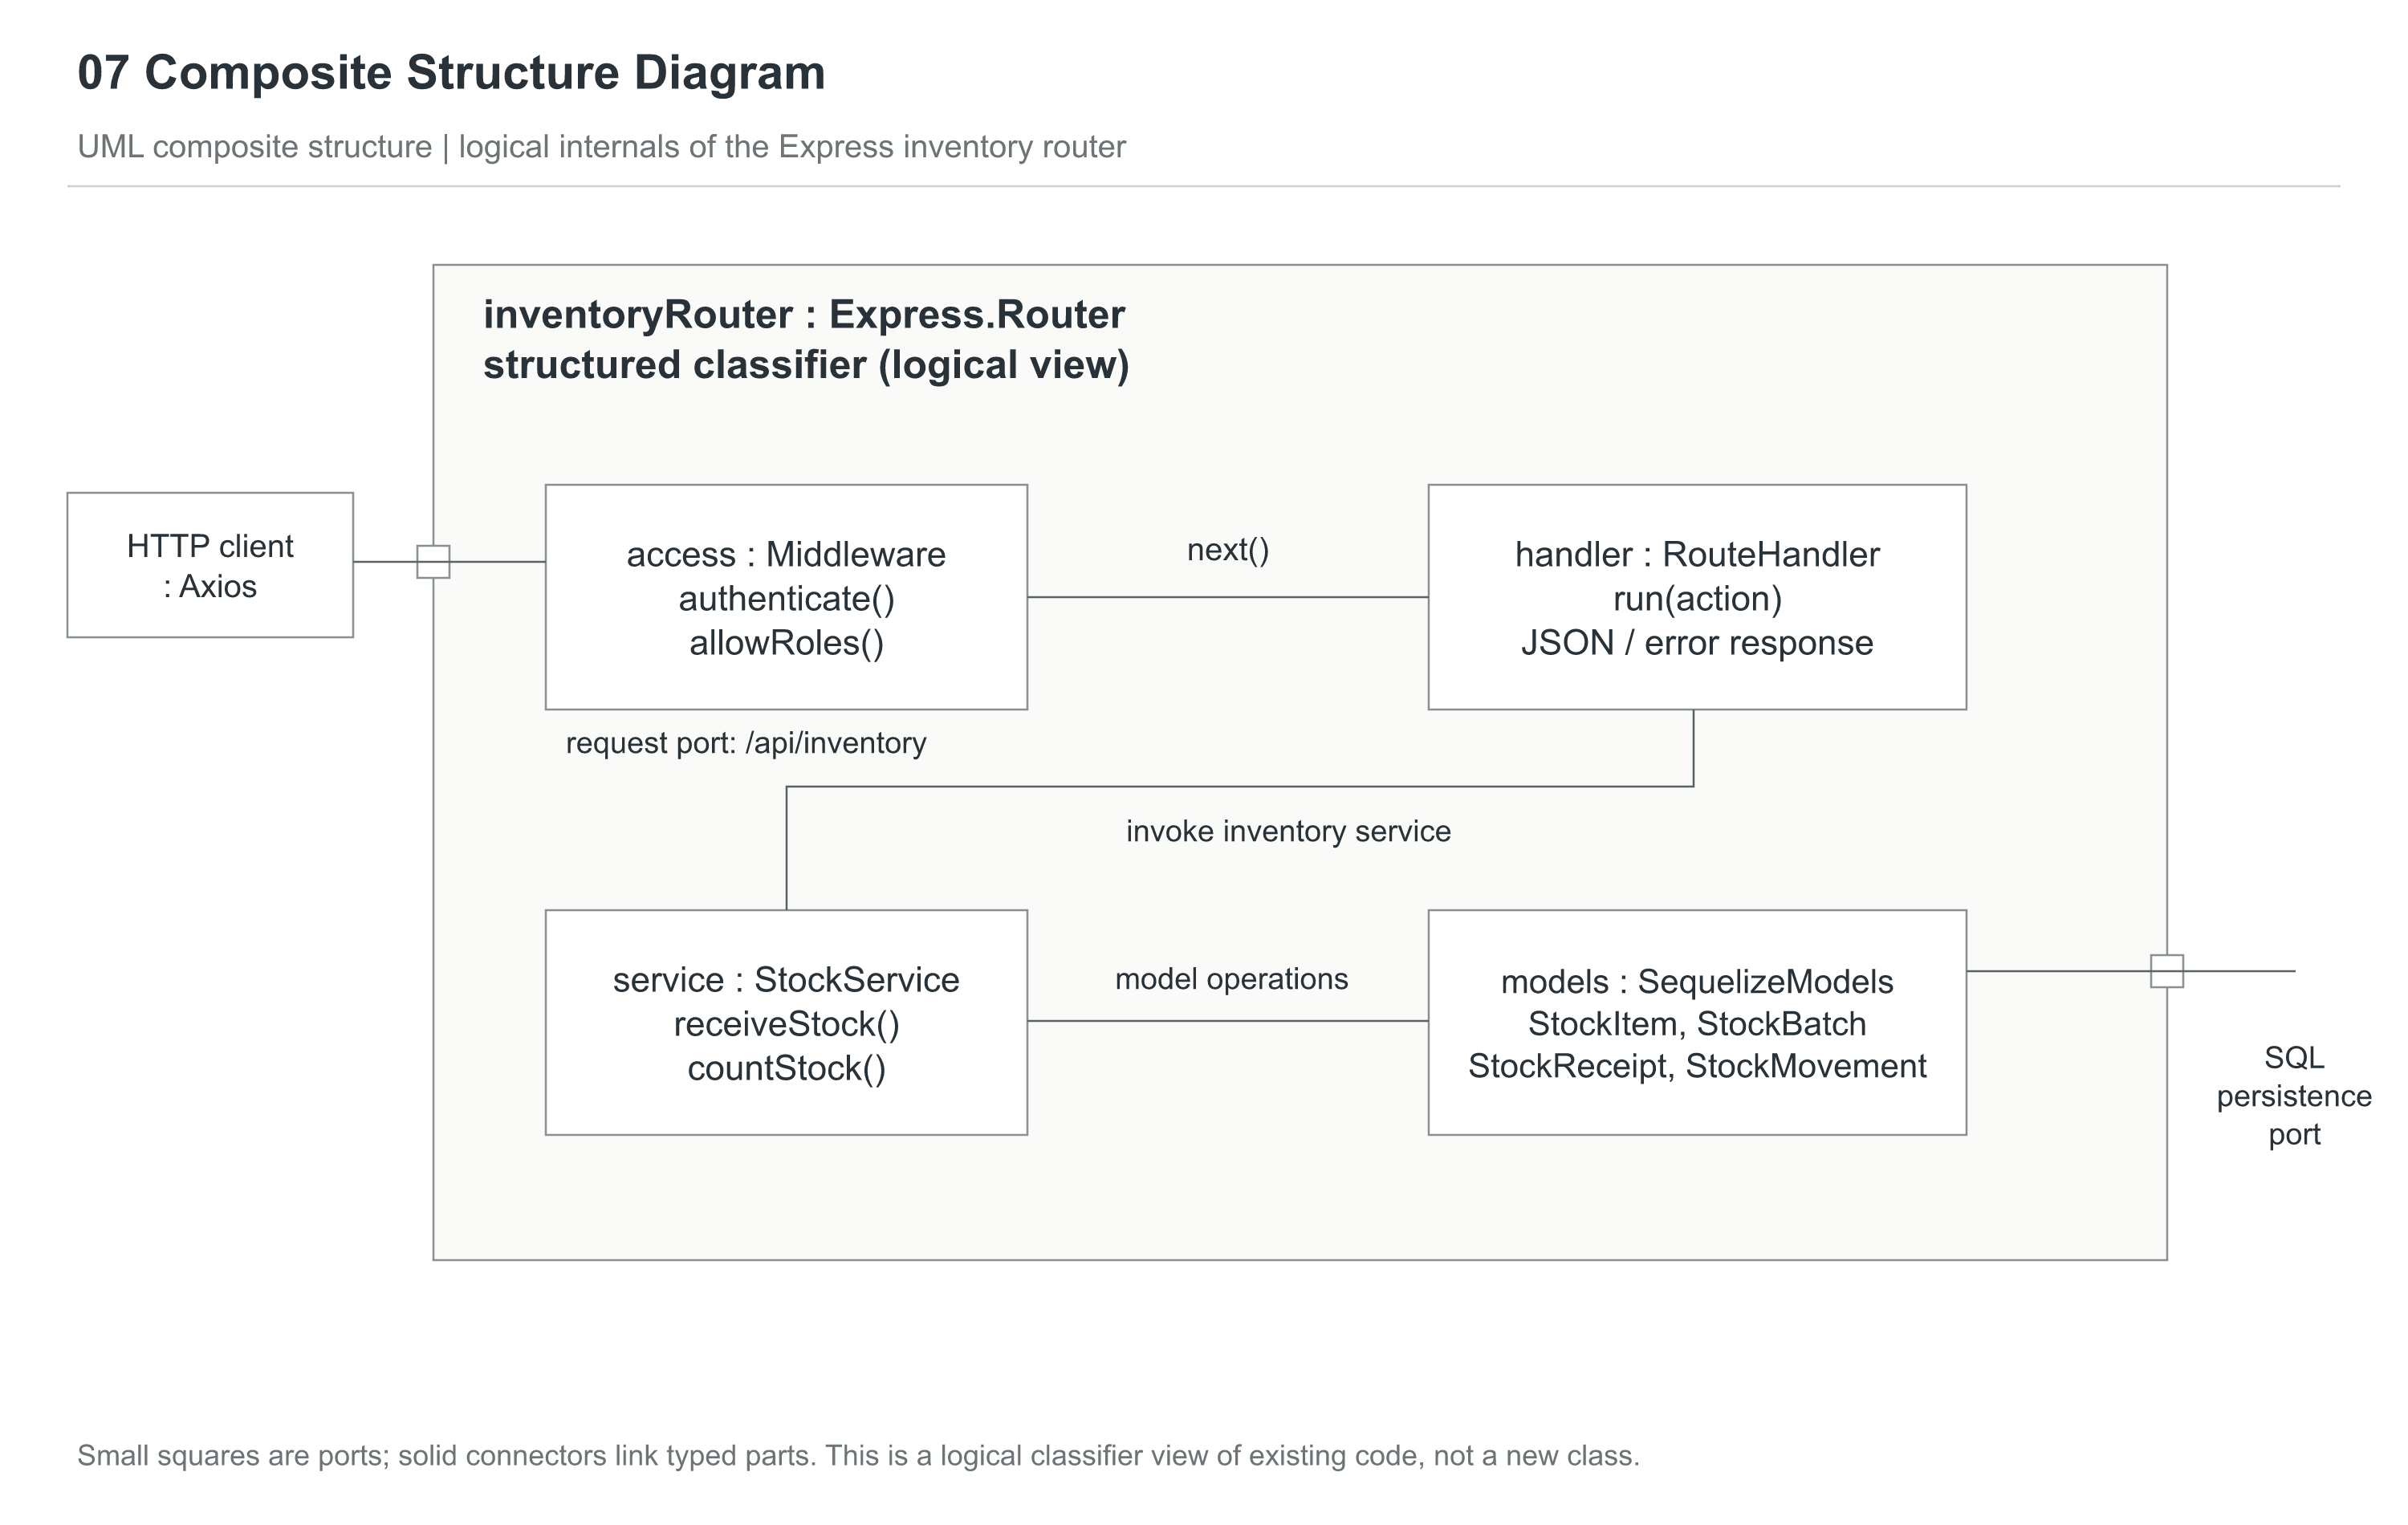 07 Composite Structure Diagram
UML composite structure | logical internals of the Express inventory router
inventoryRouter : Express.Router
structured classifier (logical view)
HTTP client
: Axios
access : Middleware
authenticate()
allowRoles()
next()
handler : RouteHandler
run(action)
JSON / error response
request port: /api/inventory
invoke inventory service
service : StockService
receiveStock()
countStock()
model operations
models : SequelizeModels
StockItem, StockBatch
StockReceipt, StockMovement
SQL
persistence
port
Small squares are ports; solid connectors link typed parts. This is a logical classifier view of existing code, not a new class.